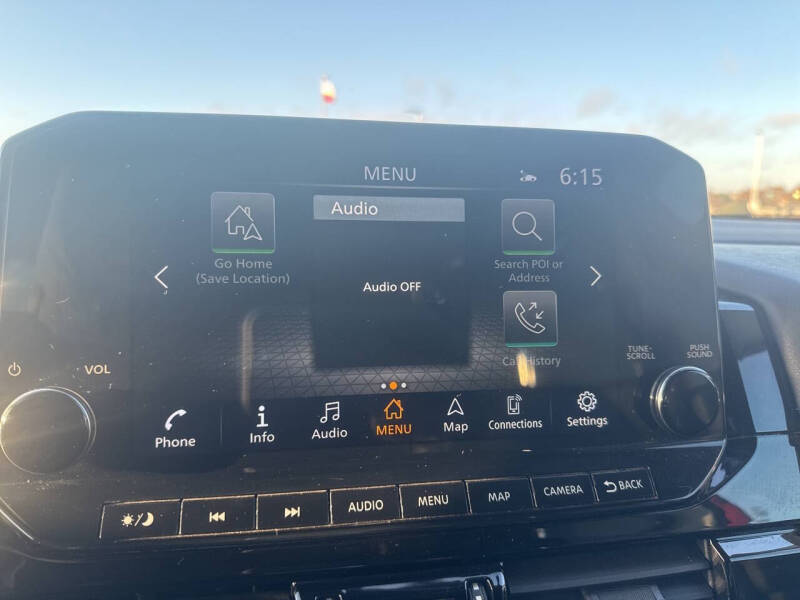 MENU
6:15
Audio
Go Home
(Save Location)
Audio OFF
Search POI or
Address
Call History
VOL
TUNE-
SCROLL
PUSH
SOUND
Phone
Info
Audio
MENU
Map
Connections
Settings
AUDIO
MENU
MAP
CAMERA
BACK